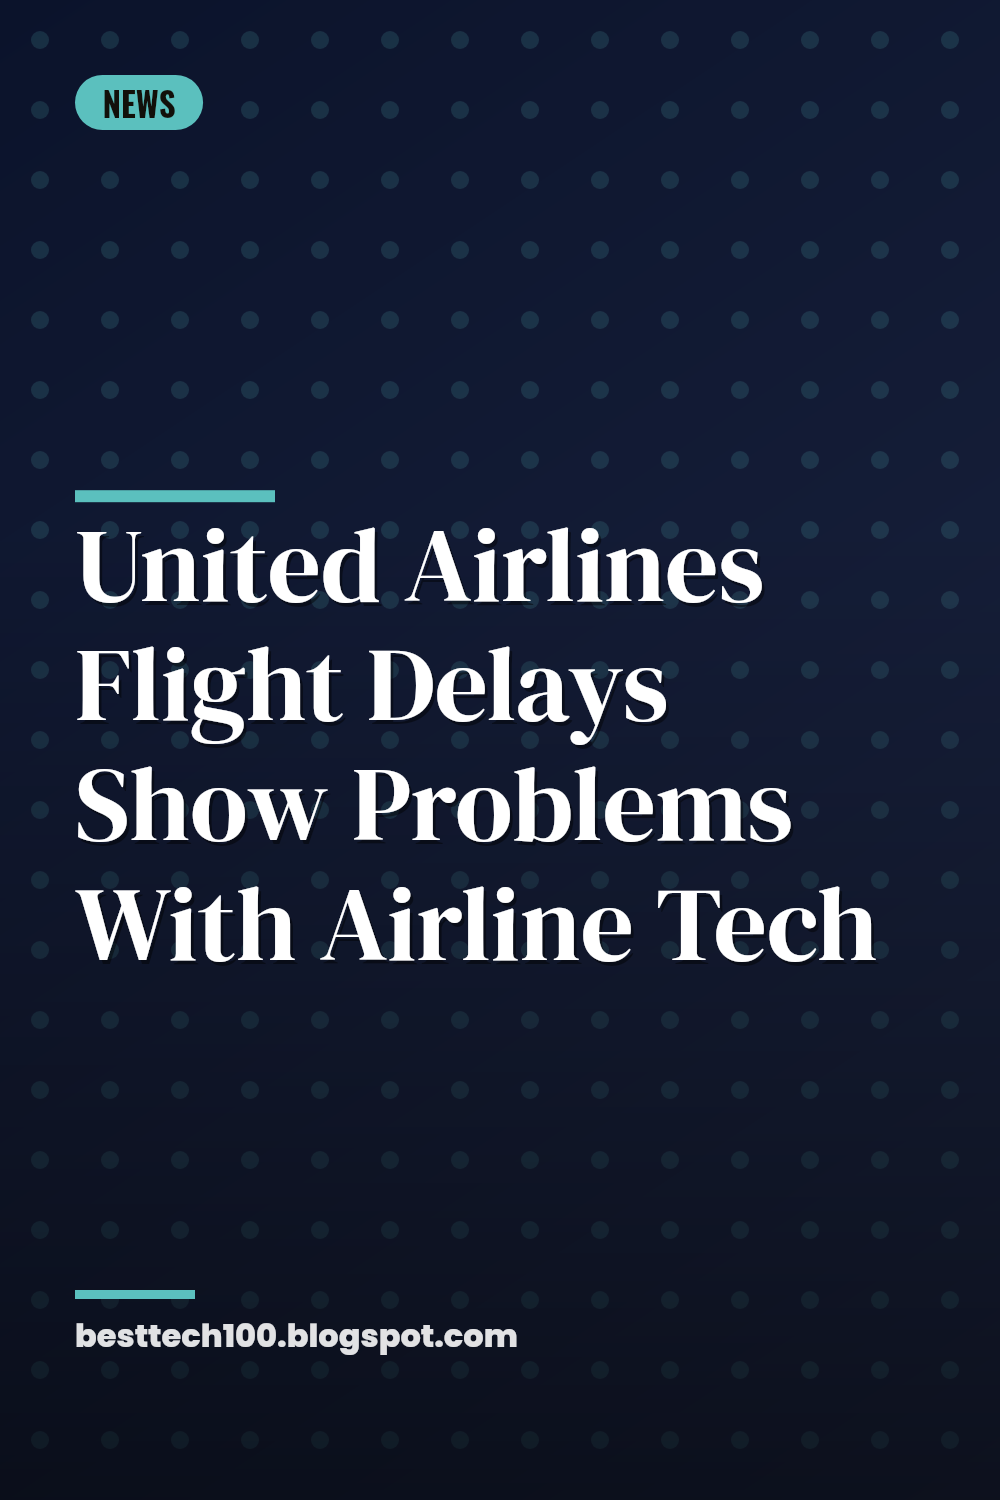 NEWS
United Airlines
Flight Delays
Show Problems
With Airline Tech
besttech100.blogspot.com